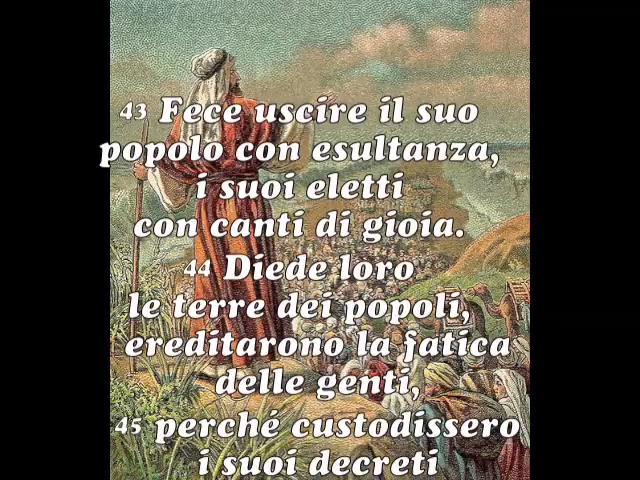 43 Fece uscire il suo
popolo con esultanza,
i suoi eletti
con canti di gioia.
44 Diede loro
le terre dei popoli,
ereditarono la fatica
delle genti,
45 perché custodissero
i suoi decreti